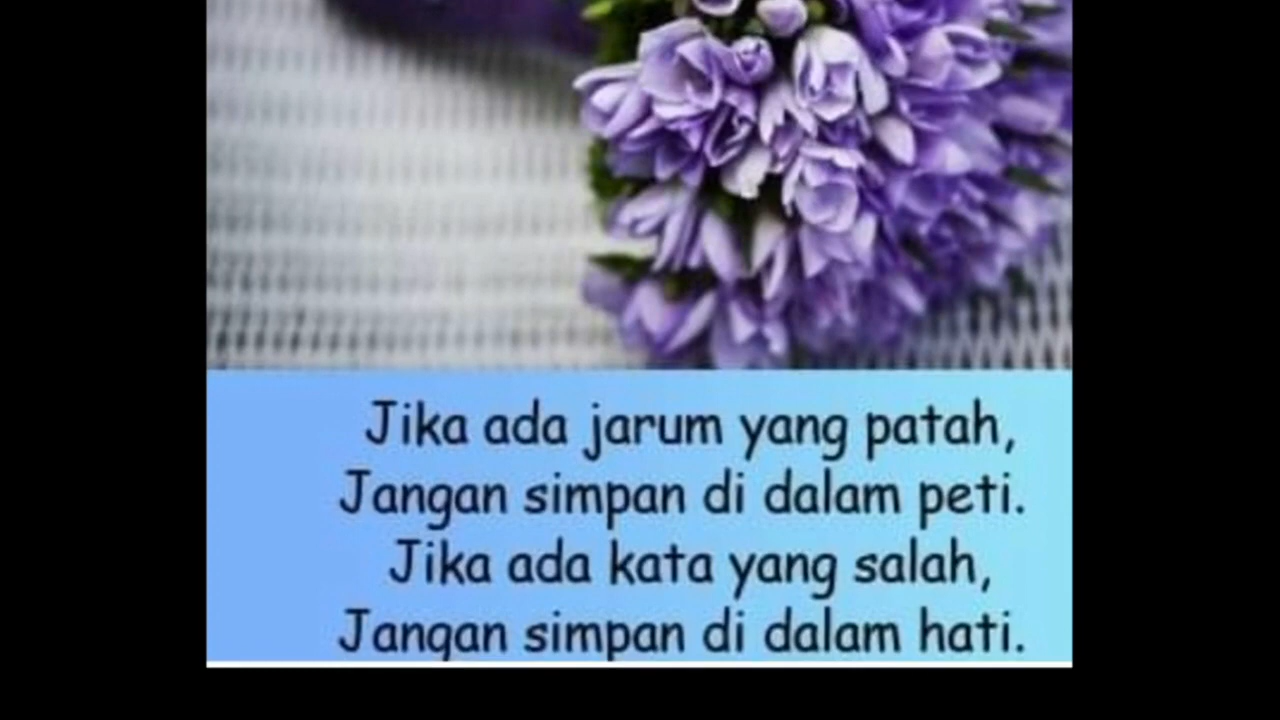 Jika ada jarum yang patah,
Jangan simpan di dalam peti.
Jika ada kata yang salah,
Jangan simpan di dalam hati.